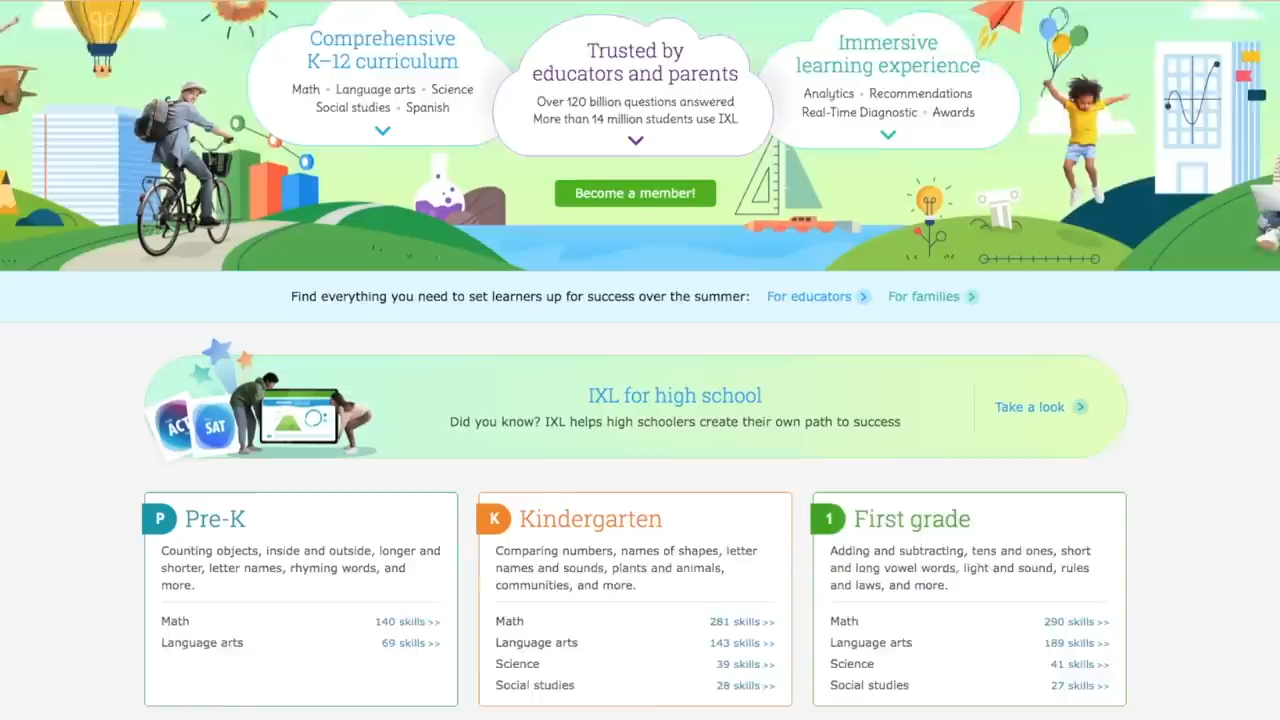 Comprehensive
K–12 curriculum
Math • Language arts • Science
Social studies • Spanish
Trusted by
educators and parents
Over 120 billion questions answered
More than 14 million students use IXL
Immersive
learning experience
Analytics • Recommendations
Real-Time Diagnostic • Awards
Become a member!
Find everything you need to set learners up for success over the summer: For educators For families
ACT
SAT
IXL for high school
Did you know? IXL helps high schoolers create their own path to success
Take a look
P Pre-K
Counting objects, inside and outside, longer and
shorter, letter names, rhyming words, and
more.
Math 140 skills >>
Language arts 69 skills >>
K Kindergarten
Comparing numbers, names of shapes, letter
names and sounds, plants and animals,
communities, and more.
Math 281 skills >>
Language arts 143 skills >>
Science 39 skills >>
Social studies 28 skills >>
1 First grade
Adding and subtracting, tens and ones, short
and long vowel words, light and sound, rules
and laws, and more.
Math 290 skills >>
Language arts 189 skills >>
Science 41 skills >>
Social studies 27 skills >>